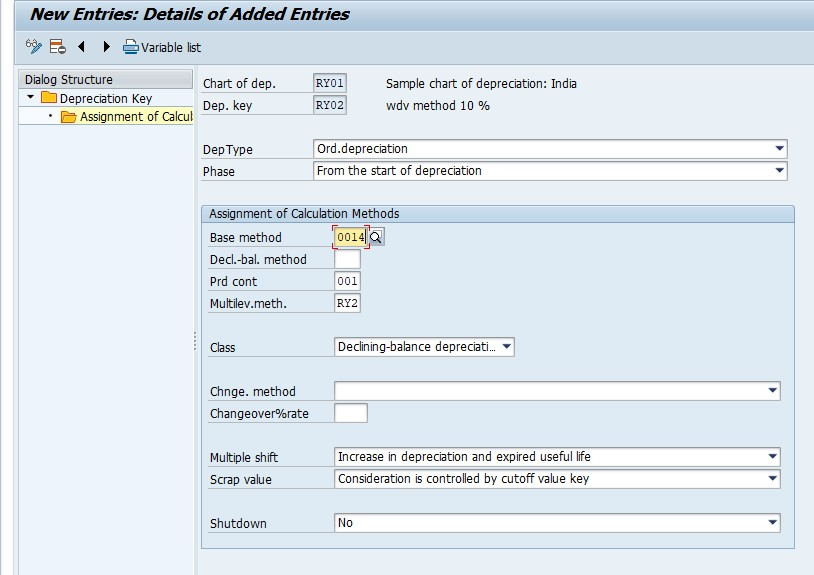 New Entries: Details of Added Entries
Variable list
Dialog Structure
Depreciation Key
Assignment of Calcul
Chart of dep. RY01 Sample chart of depreciation: India
Dep. key RY02 wdv method 10 %
DepType Ord.depreciation
Phase From the start of depreciation
Assignment of Calculation Methods
Base method 0014
Decl.-bal. method
Prd cont 001
Multilev.meth. RY2
Class Declining-balance depreciati...
Chnge. method
Changeover%rate
Multiple shift Increase in depreciation and expired useful life
Scrap value Consideration is controlled by cutoff value key
Shutdown No